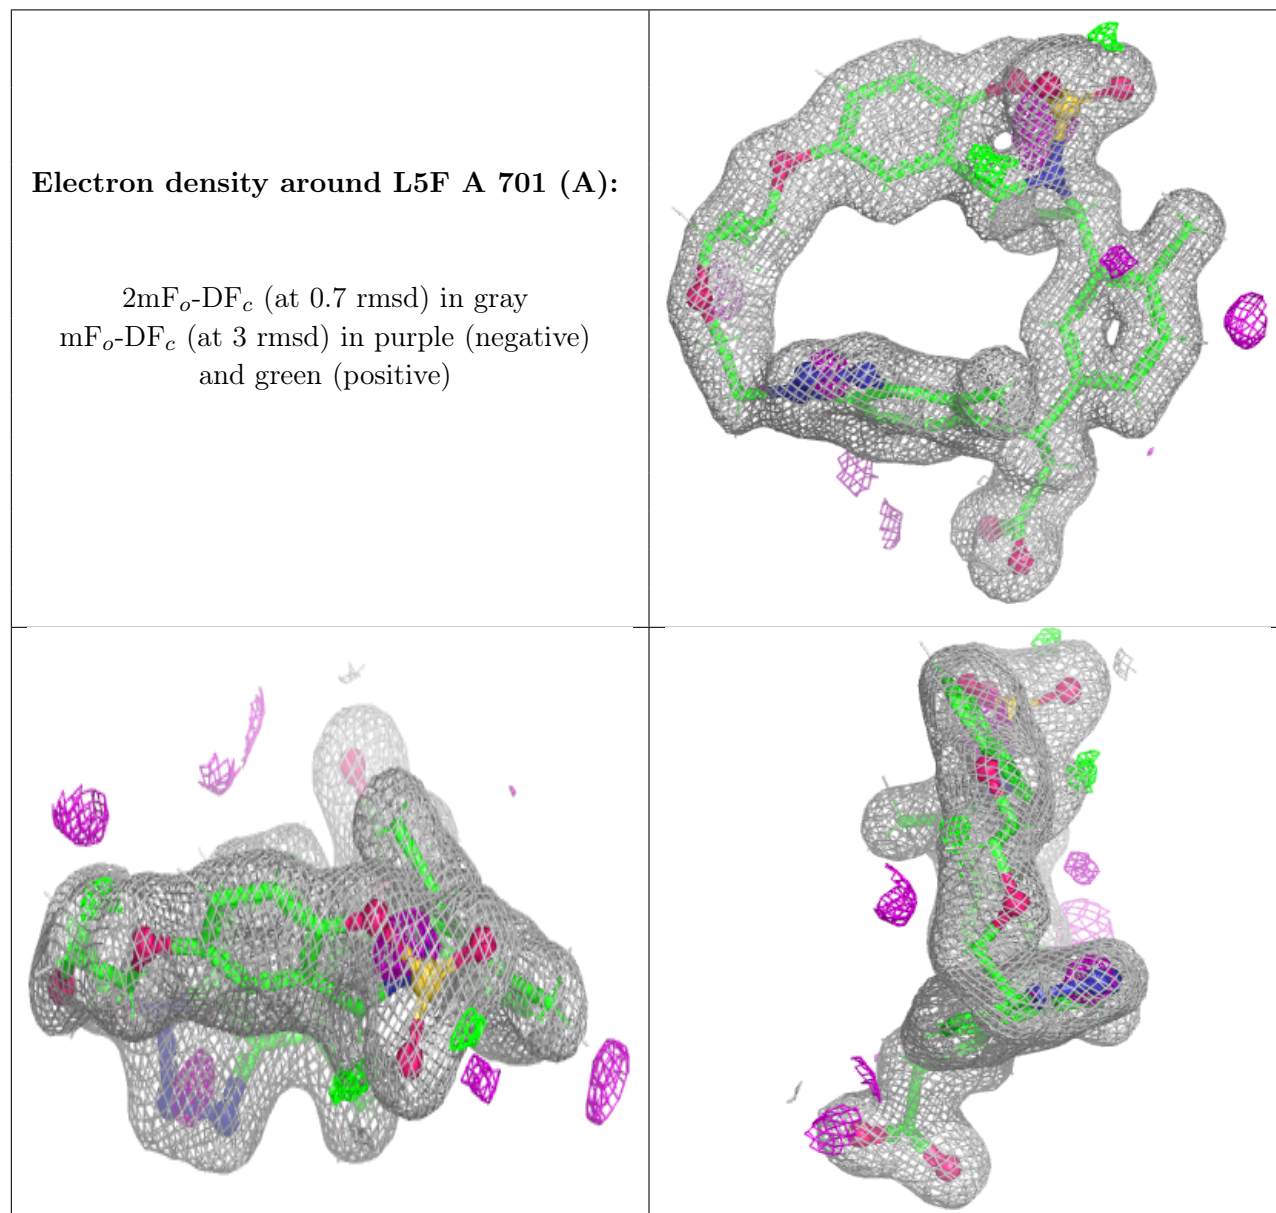 Electron density around L5F A 701 (A):
2mFₒ-DF𝒸 (at 0.7 rmsd) in gray
mFₒ-DF𝒸 (at 3 rmsd) in purple (negative)
and green (positive)